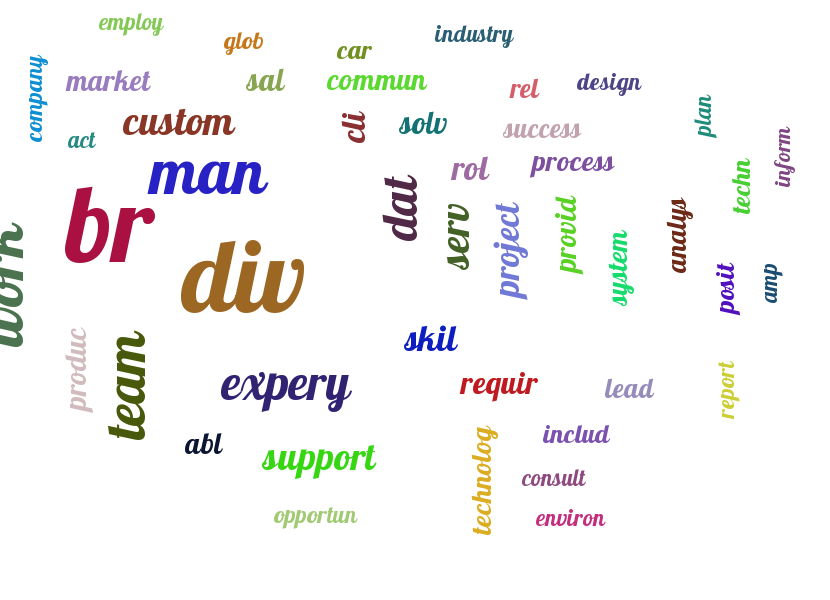 employ
glob
car
industry
company
market
sal
commun
rel
design
plan
act
custom
cli
solv
success
inform
man
dat
rol
process
techn
br
serv
project
provid
system
analys
posit
amp
work
div
produc
team
skil
expery
requir
lead
report
abl
support
technolog
includ
consult
opportun
environ